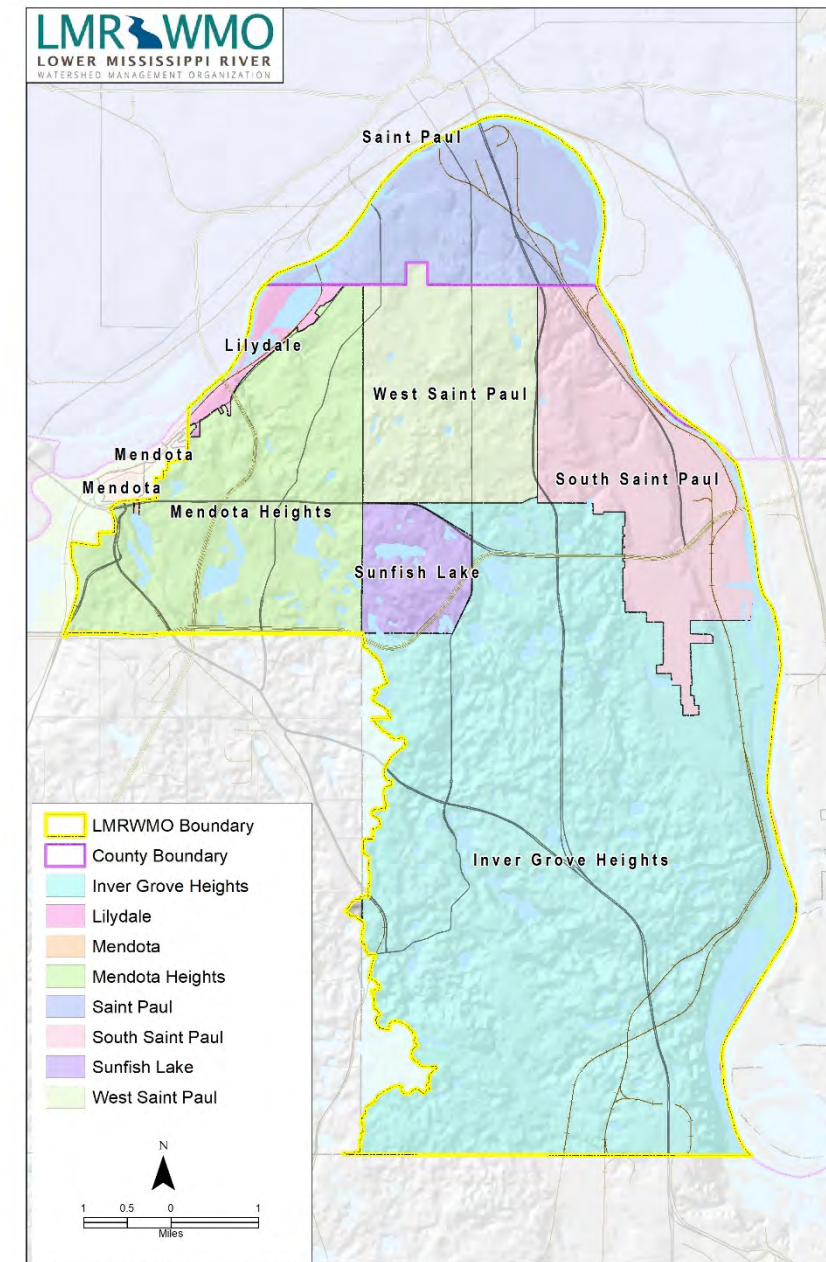 LMR WMO
LOWER MISSISSIPPI RIVER
WATERSHED MANAGEMENT ORGANIZATION
Saint Paul
Lilydale
West Saint Paul
Mendota
South Saint Paul
Mendota
Mendota Heights
Sunfish Lake
Inver Grove Heights
LMRWMO Boundary
County Boundary
Inver Grove Heights
Lilydale
Mendota
Mendota Heights
Saint Paul
South Saint Paul
Sunfish Lake
West Saint Paul
N
1 0.5 0 1
Miles